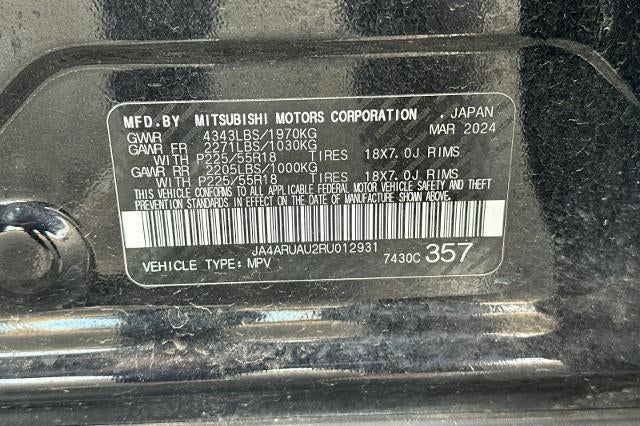 MFD.BY MITSUBISHI MOTORS CORPORATION , JAPAN
GVWR 4343LBS/1970KG MAR 2024
GAWR FR 2271LBS/1030KG
WITH P225/55R18 TIRES 18X7.0J RIMS
GAWR RR 2205LBS/1000KG
WITH P225/55R18 TIRES 18X7.0J RIMS
THIS VEHICLE CONFORMS TO ALL APPLICABLE FEDERAL MOTOR VEHICLE SAFETY AND THEFT
PREVENTION STANDARDS IN EFFECT ON THE DATE OF MANUFACTURE SHOWN ABOVE.
JA4ARUAU2RU012931
VEHICLE TYPE: MPV 7430C 357